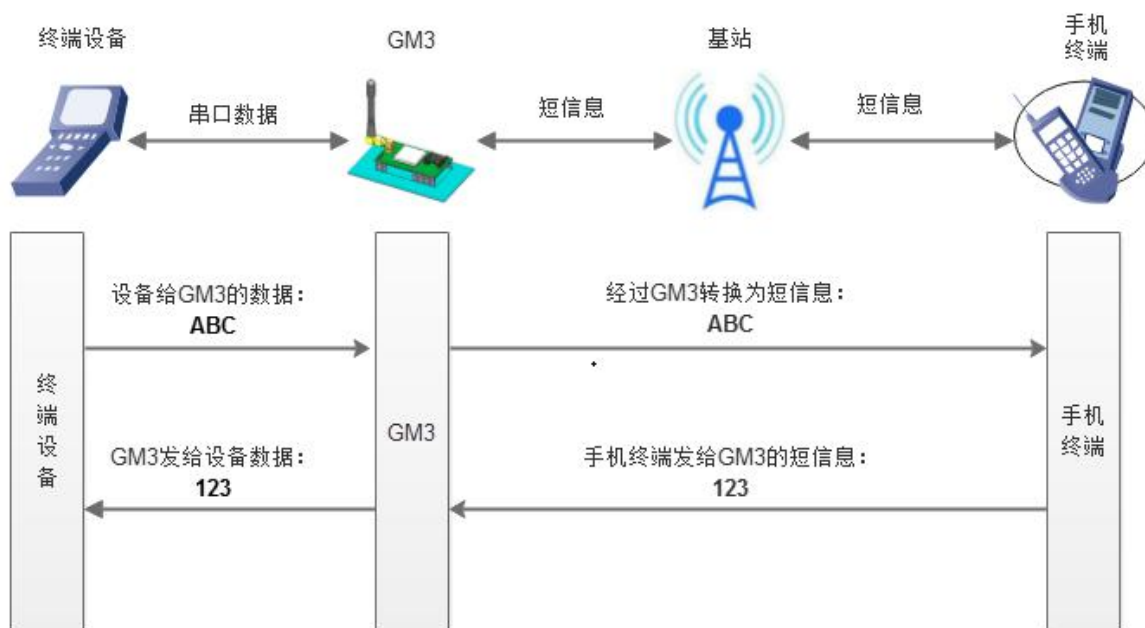 终端设备
GM3
基站
手机
终端
串口数据
短信息
短信息
设备给GM3的数据：
ABC
经过GM3转换为短信息：
ABC
终
端
设
备
GM3
手机
终端
GM3发给设备数据：
123
手机终端发给GM3的短信息：
123